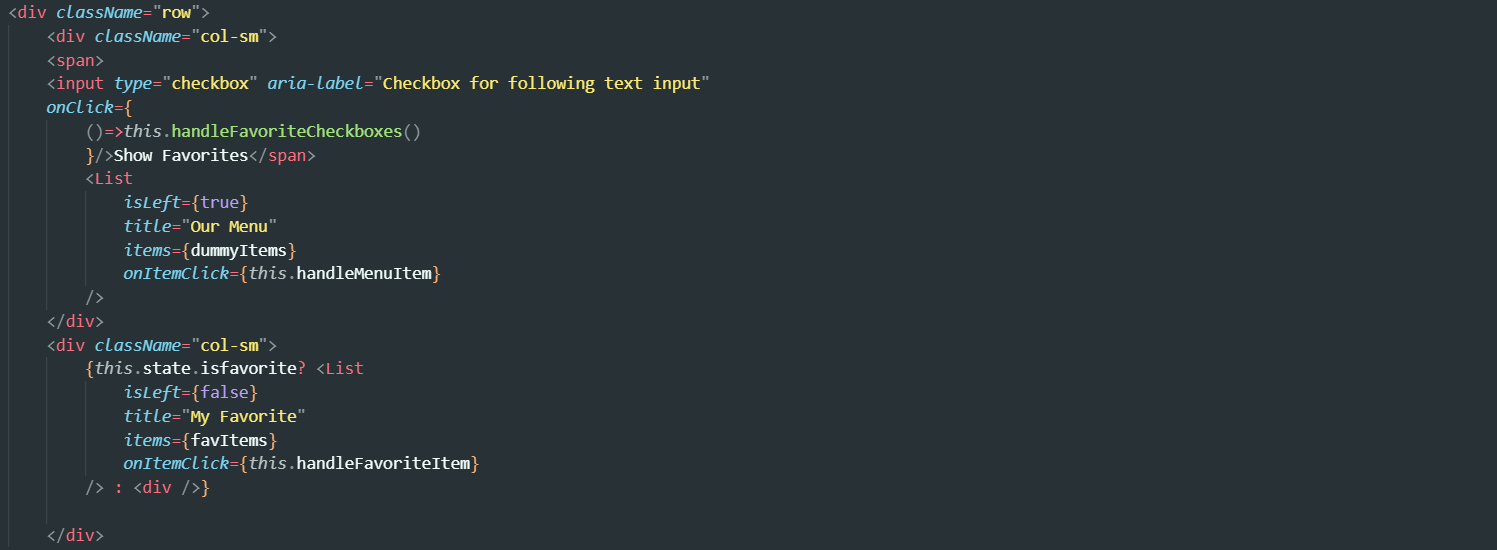 <div className="row">
<div className="col-sm">
<span>
<input type="checkbox" aria-label="Checkbox for following text input"
onClick={
()=>this.handleFavoriteCheckboxes()
}/>Show Favorites</span>
<List
isLeft={true}
title="Our Menu"
items={dummyItems}
onItemClick={this.handleMenuItem}
/>
</div>
<div className="col-sm">
{this.state.isfavorite? <List
isLeft={false}
title="My Favorite"
items={favItems}
onItemClick={this.handleFavoriteItem}
/> : <div />}
</div>